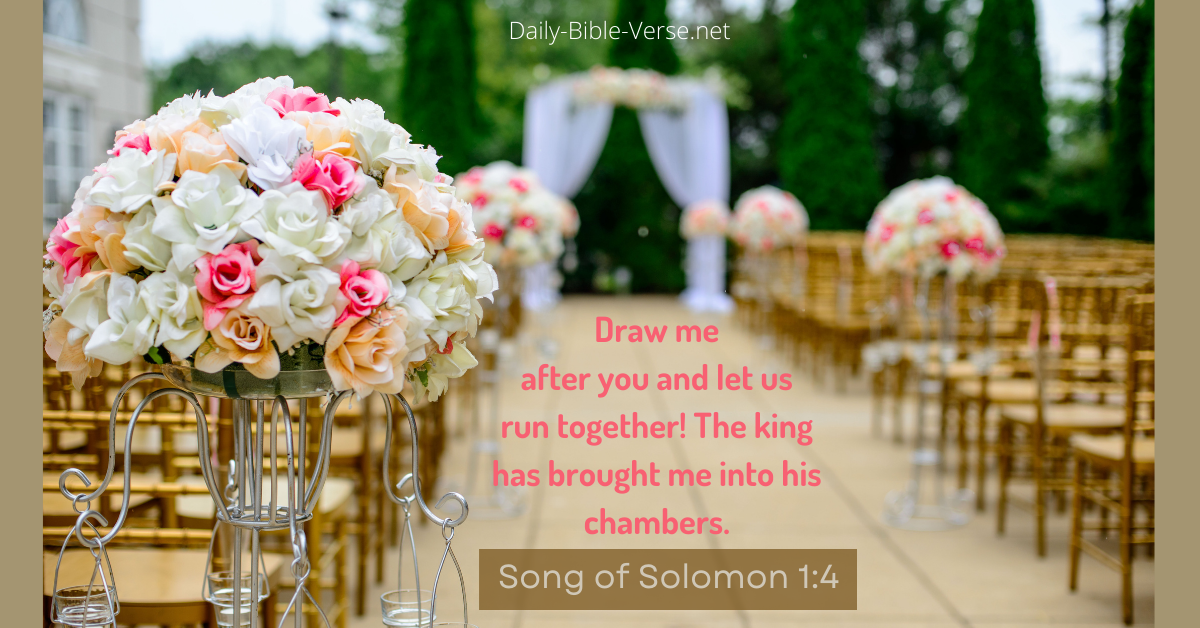 Daily-Bible-Verse.net
Draw me
after you and let us
run together! The king
has brought me into his
chambers.
Song of Solomon 1:4